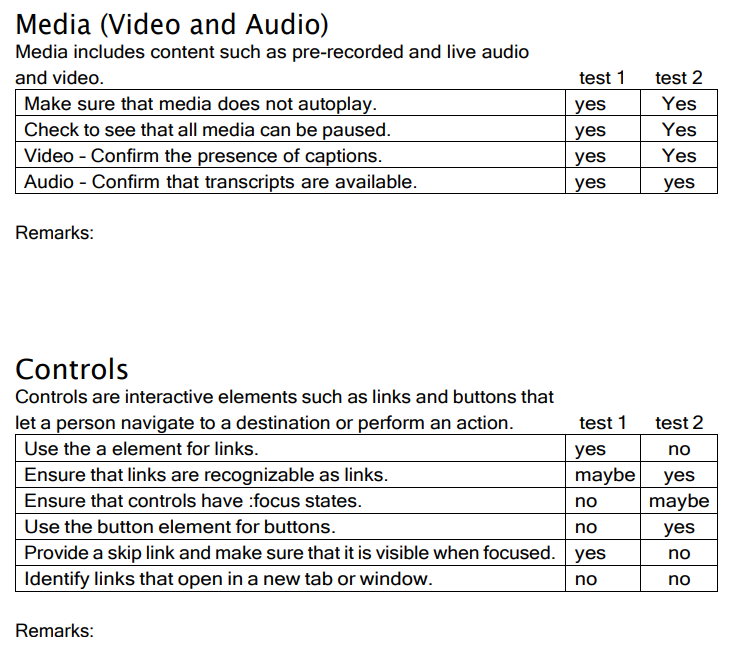 Media (Video and Audio)
Media includes content such as pre-recorded and live audio
and video. test 1 test 2
Make sure that media does not autoplay. yes Yes
Check to see that all media can be paused. yes Yes
Video - Confirm the presence of captions. yes Yes
Audio - Confirm that transcripts are available. yes yes
Remarks:
Controls
Controls are interactive elements such as links and buttons that
let a person navigate to a destination or perform an action. test 1 test 2
Use the a element for links. yes no
Ensure that links are recognizable as links. maybe yes
Ensure that controls have :focus states. no maybe
Use the button element for buttons. no yes
Provide a skip link and make sure that it is visible when focused. yes no
Identify links that open in a new tab or window. no no
Remarks: